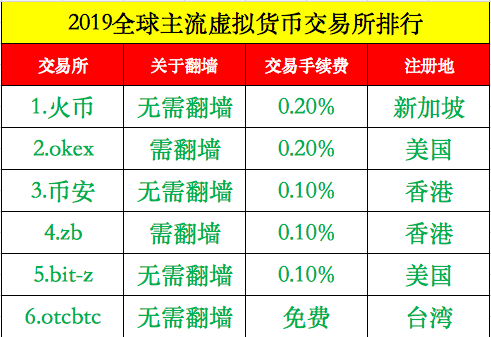 2019全球主流虚拟货币交易所排行
交易所 关于翻墙 交易手续费 注册地
1.火币 无需翻墙 0.20% 新加坡
2.okex 需翻墙 0.20% 美国
3.币安 无需翻墙 0.10% 香港
4.zb 需翻墙 0.10% 香港
5.bit-z 无需翻墙 0.10% 美国
6.otcbtc 无需翻墙 免费 台湾